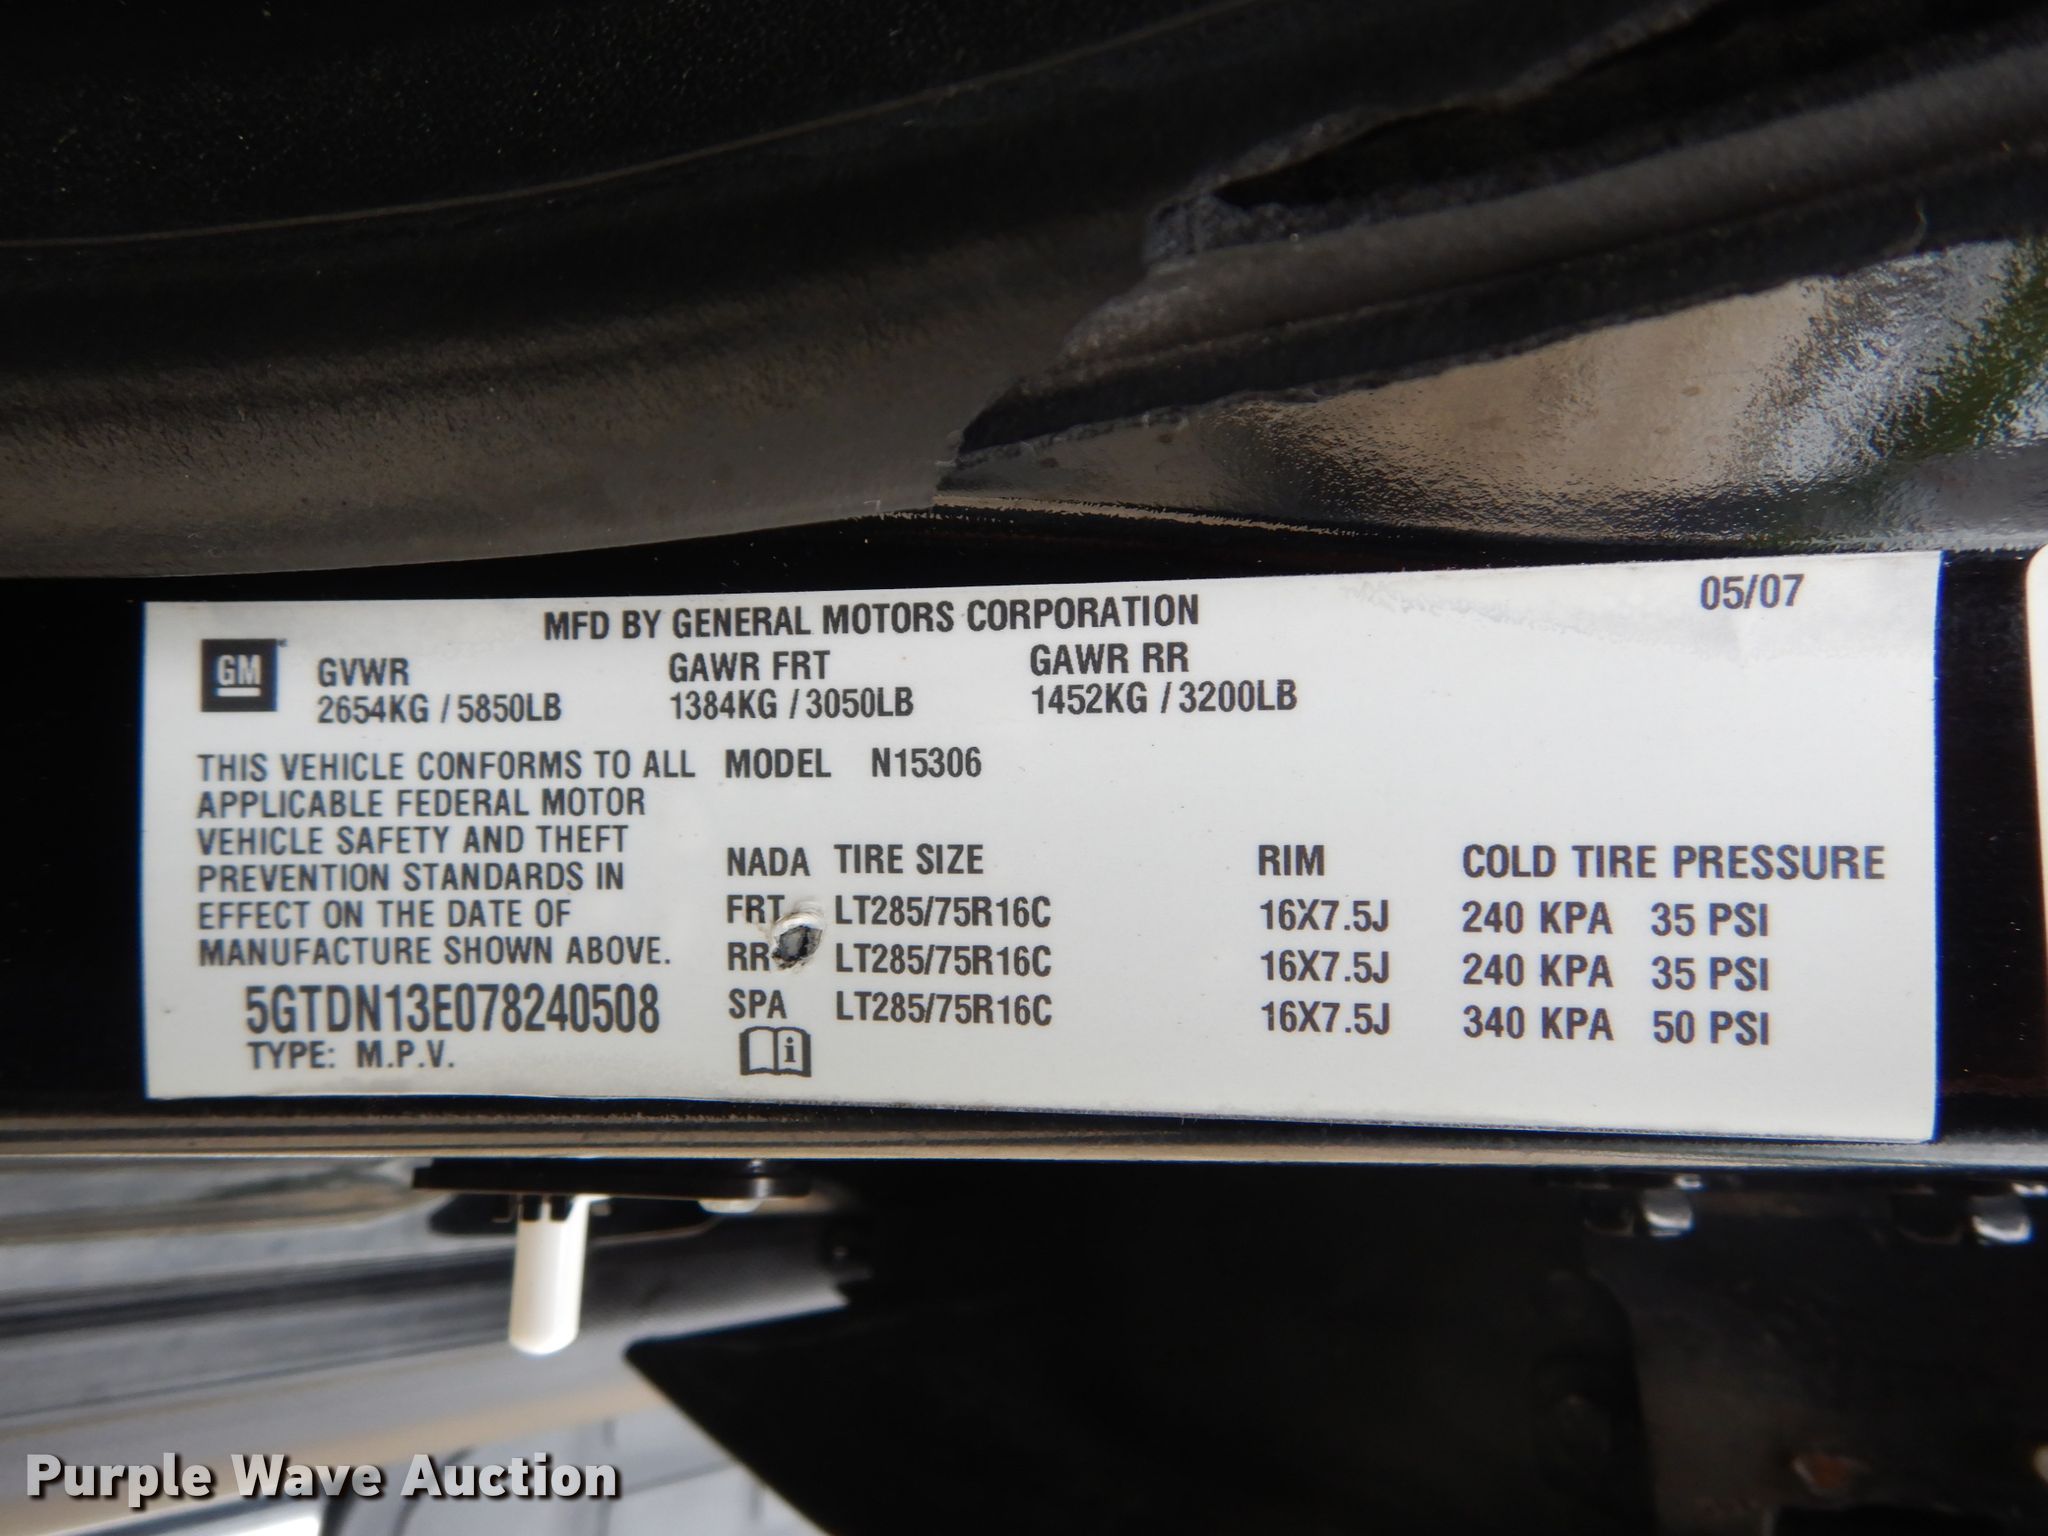 MFD BY GENERAL MOTORS CORPORATION 05/07
GM GVWR GAWR FRT GAWR RR
2654KG / 5850LB 1384KG / 3050LB 1452KG / 3200LB
THIS VEHICLE CONFORMS TO ALL MODEL N15306
APPLICABLE FEDERAL MOTOR
VEHICLE SAFETY AND THEFT
PREVENTION STANDARDS IN
EFFECT ON THE DATE OF
MANUFACTURE SHOWN ABOVE.
5GTDN13E078240508
TYPE: M.P.V.
NADA TIRE SIZE RIM COLD TIRE PRESSURE
FRT LT285/75R16C 16X7.5J 240 KPA 35 PSI
RR LT285/75R16C 16X7.5J 240 KPA 35 PSI
SPA LT285/75R16C 16X7.5J 340 KPA 50 PSI
i
Purple Wave Auction